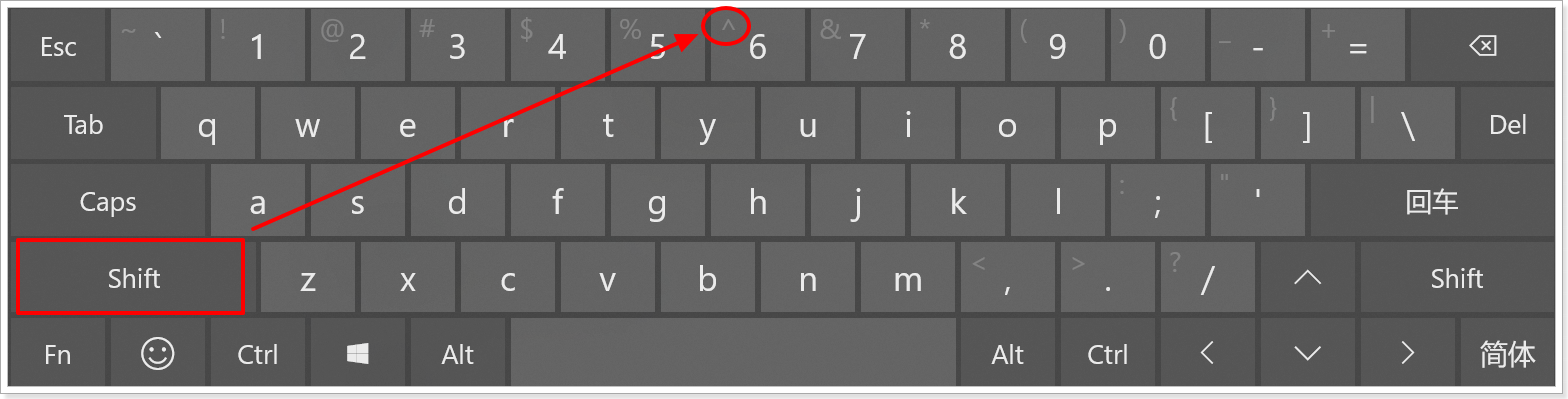 Esc ~ ` ! 1 @ 2 # 3 $ 4 % 5 ^ 6 & 7 * 8 ( 9 ) 0 _ - + =
Tab q w e r t y u i o p { [ } ] | \ Del
Caps a s d f g h j k l : ; " ' 回车
Shift z x c v b n m < , > . ? / Shift
Fn Ctrl Alt Alt Ctrl 简体